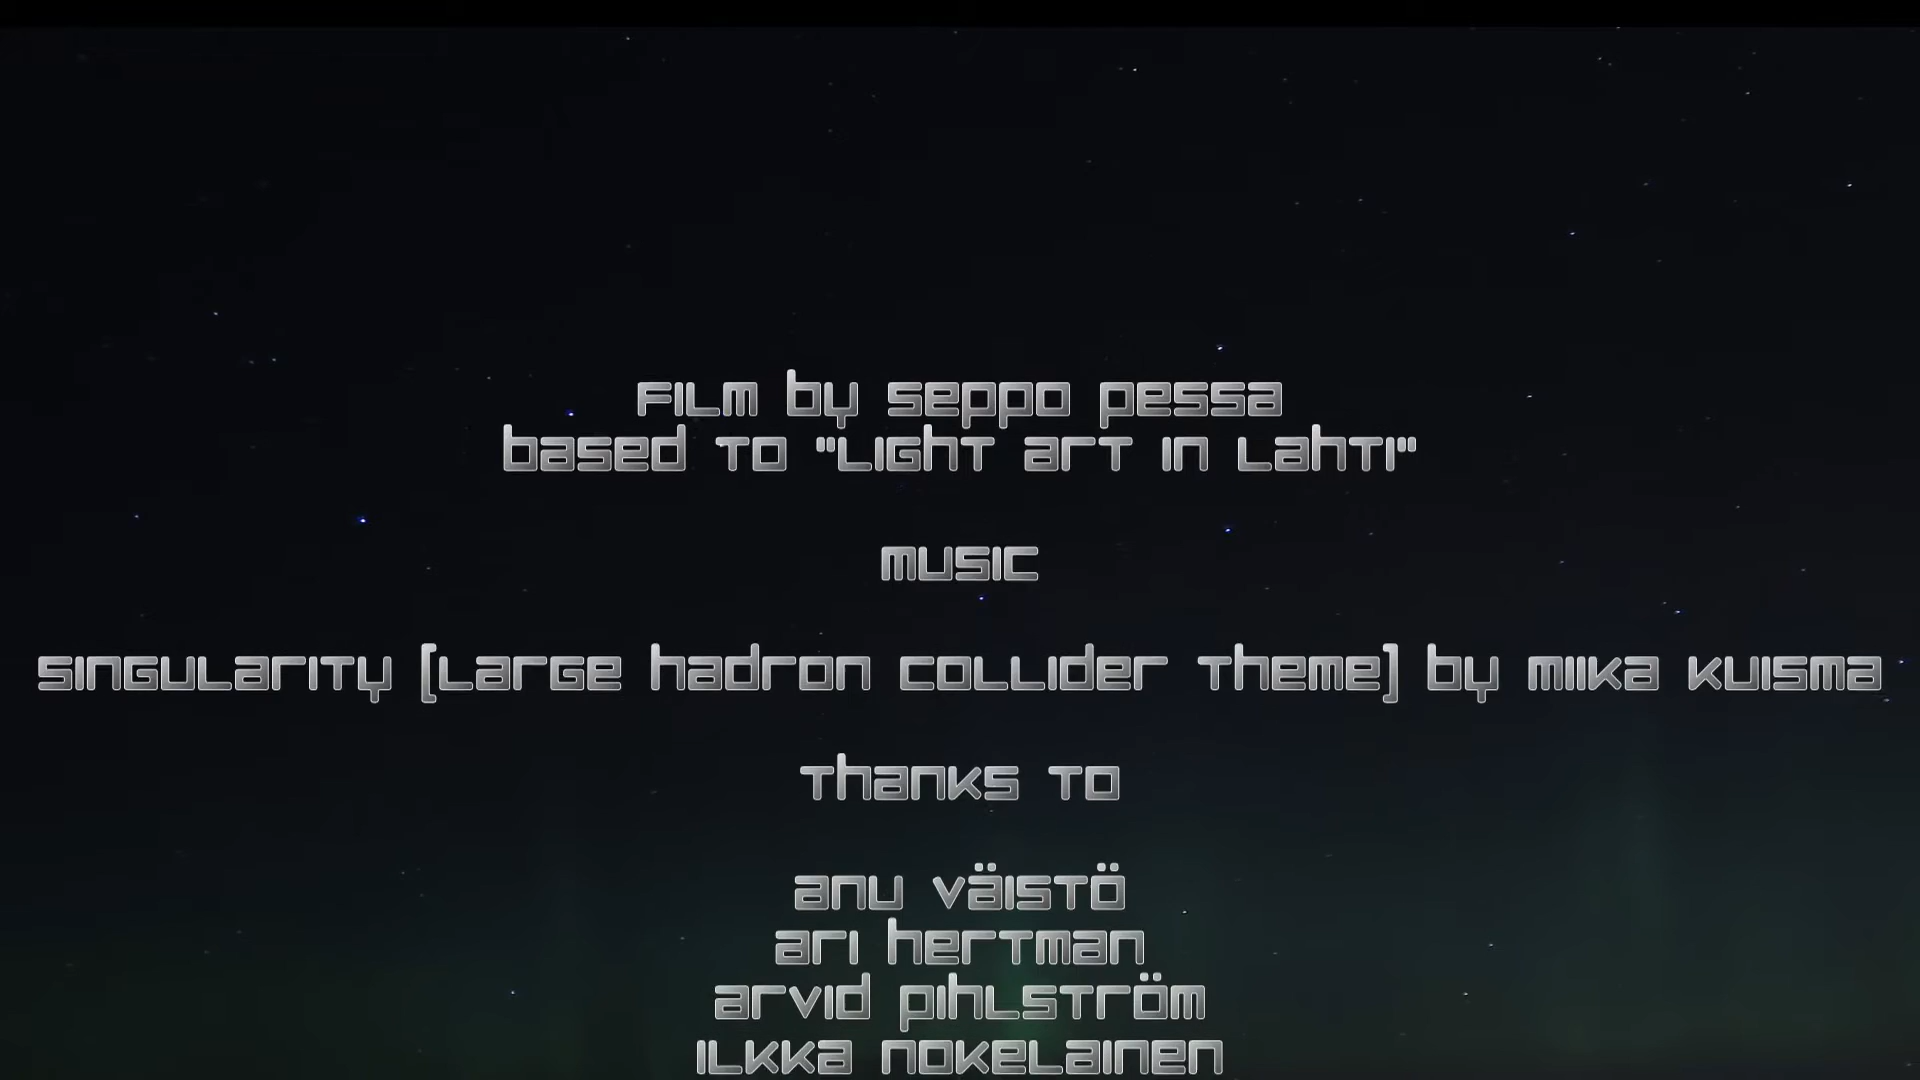 FILM by SEPPO PESSA
BASED TO "LIGHT ART IN LAHTI"
MUSIC
SINGULARITY [LARGE HADRON COLLIDER THEME] by MIIKA KUISMA
THANKS TO
ANU VÄISTÖ
ARI HERTMAN
ARVID PIHLSTRÖM
ILKKA NOKELAINEN